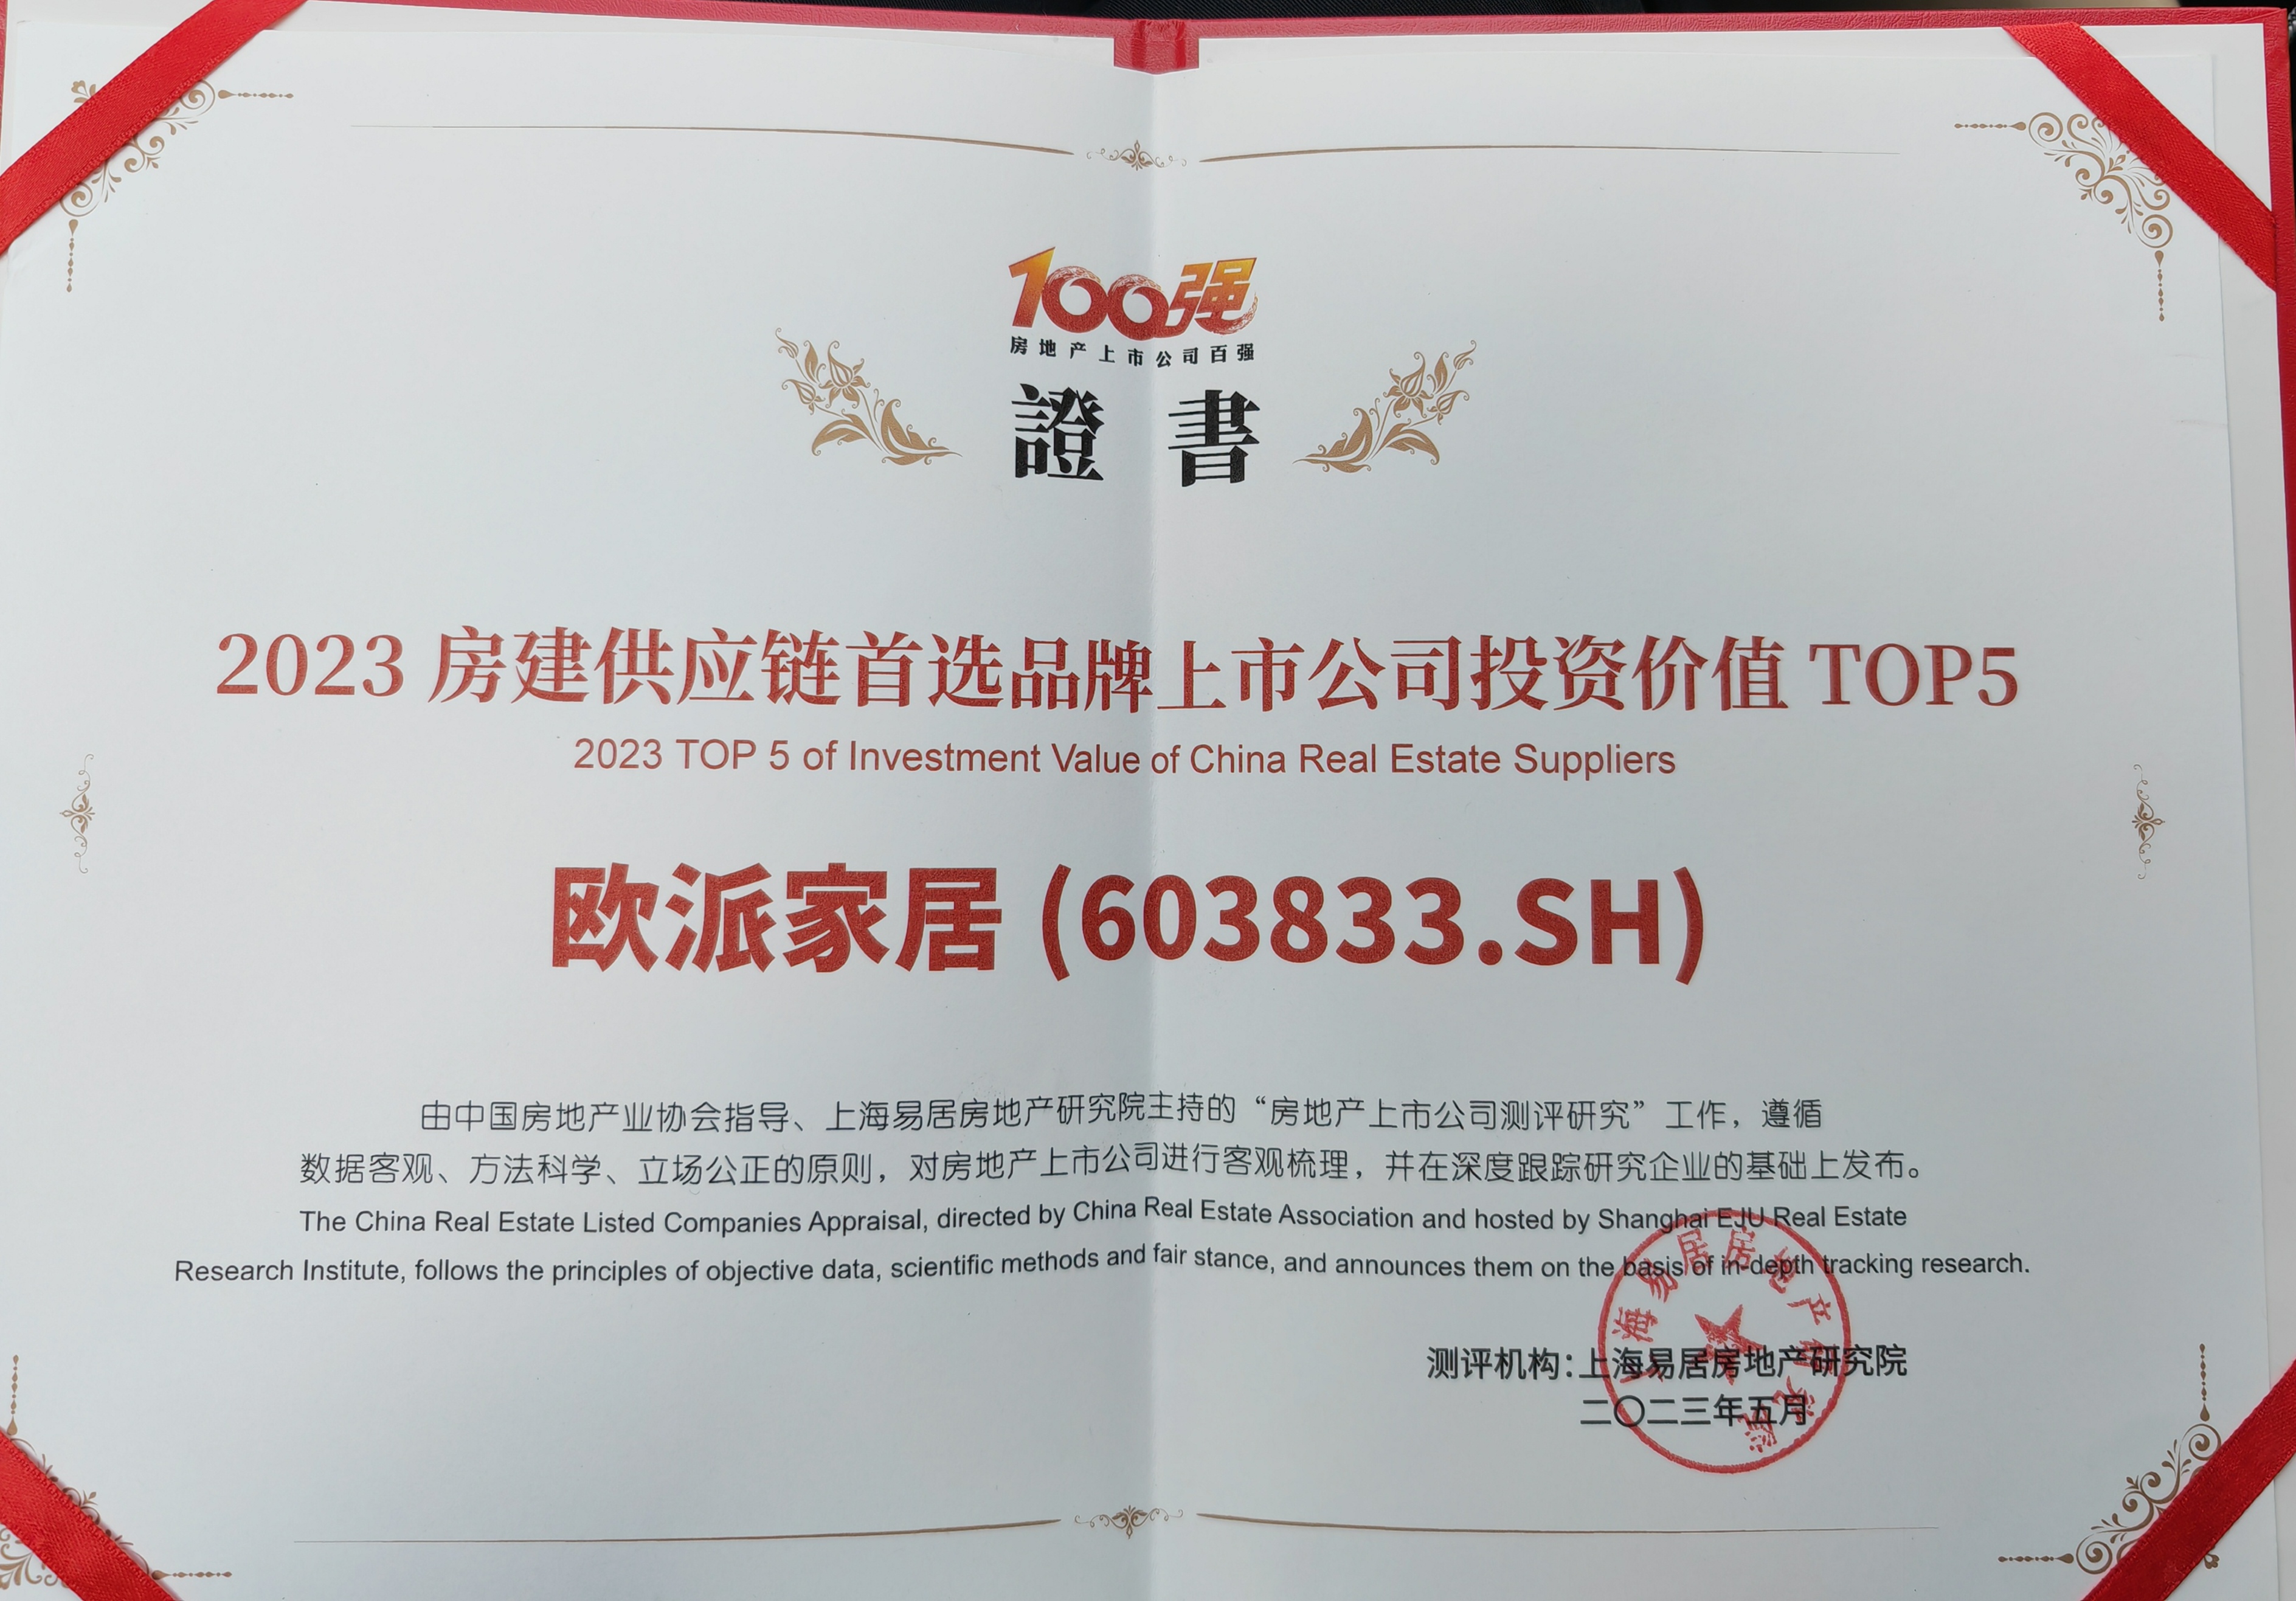 100强
房地产上市公司百强
證書
2023 房建供应链首选品牌上市公司投资价值 TOP5
2023 TOP 5 of Investment Value of China Real Estate Suppliers
欧派家居 (603833.SH)
由中国房地产业协会指导、上海易居房地产研究院主持的“房地产上市公司测评研究”工作，遵循
数据客观、方法科学、立场公正的原则，对房地产上市公司进行客观梳理，并在深度跟踪研究企业的基础上发布。
The China Real Estate Listed Companies Appraisal, directed by China Real Estate Association and hosted by Shanghai EJU Real Estate
Research Institute, follows the principles of objective data, scientific methods and fair stance, and announces them on the basis of in-depth tracking research.
测评机构：上海易居房地产研究院
二〇二三年五月
上海易居房地产研究院